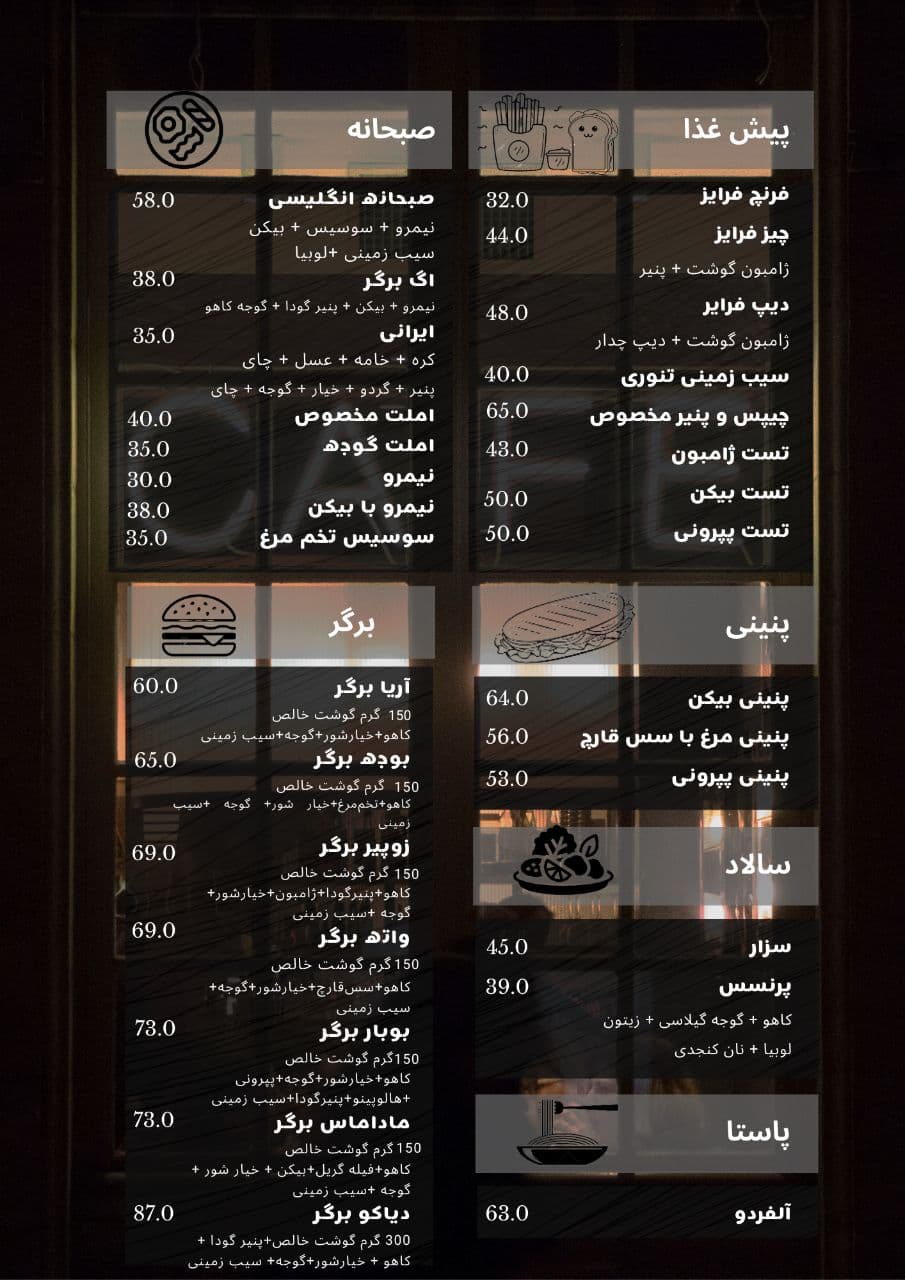 پیش غذا
فرنچ فرایز 32.0
چیز فرایز 44.0
ژامبون گوشت + پنیر
دیپ فرایر 48.0
ژامبون گوشت + دیپ چدار
سیب زمینی تنوری 40.0
چیپس و پنیر مخصوص 65.0
تست ژامبون 43.0
تست بیکن 50.0
تست پپرونی 50.0
پنینی
پنینی بیکن 64.0
پنینی مرغ با سس قارچ 56.0
پنینی پپرونی 53.0
سالاد
سزار 45.0
پرنسس 39.0
کاهو + گوجه گیلاسی + زیتون
لوبیا + نان کنجدی
پاستا
آلفردو 63.0
صبحانه
صبحانه انگلیسی 58.0
نیمرو + سوسیس + بیکن
سیب زمینی +لوبیا
اگ برگر 38.0
نیمرو + بیکن + پنیر گودا + گوجه کاهو
ایرانی 35.0
کره + خامه + عسل + چای
پنیر + گردو + خیار + گوجه + چای
املت مخصوص 40.0
املت گوجه 35.0
نیمرو 30.0
نیمرو با بیکن 38.0
سوسیس تخم مرغ 35.0
برگر
آریا برگر 60.0
150 گرم گوشت خالص
کاهو+خیارشور+گوجه+سیب زمینی
بوده برگر 65.0
150 گرم گوشت خالص
کاهو+تخم‌مرغ+خیار شور+ گوجه +سیب
زمینی
زوپیر برگر 69.0
150 گرم گوشت خالص
کاهو+پنیرگودا+ژامبون+خیارشور+
گوجه +سیب زمینی
واته برگر 69.0
150گرم گوشت خالص
کاهو+سس‌قارچ+خیارشور+گوجه+
سیب زمینی
بوبار برگر 73.0
150گرم گوشت خالص
کاهو+خیارشور+گوجه+پپرونی
+هالوپینو+پنیرگودا+سیب زمینی
ماداماس برگر 73.0
150گرم گوشت خالص
کاهو+فیله گریل+بیکن + خیار شور +
گوجه +سیب زمینی
دیاکو برگر 87.0
300 گرم گوشت خالص+پنیر گودا +
کاهو + خیارشور+گوجه+ سیب زمینی
CAFE